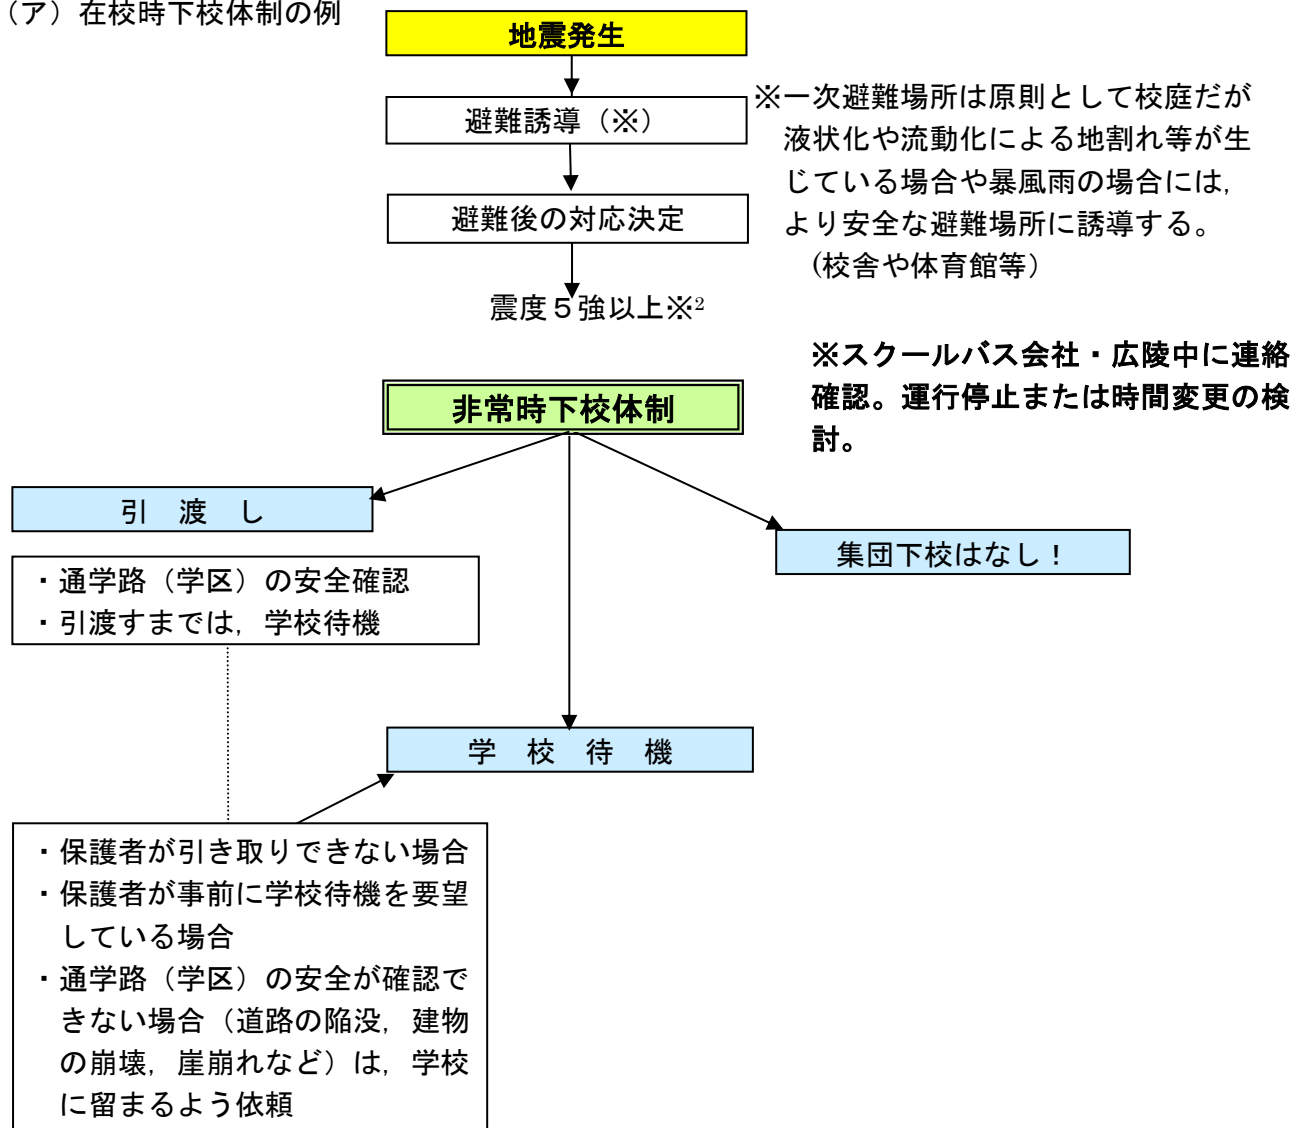 （ア）在校時下校体制の例
地震発生
避難誘導（※）
※一次避難場所は原則として校庭だが
液状化や流動化による地割れ等が生
じている場合や暴風雨の場合には，
より安全な避難場所に誘導する。
(校舎や体育館等）
避難後の対応決定
震度５強以上※2
※スクールバス会社・広陵中に連絡
確認。運行停止または時間変更の検
討。
非常時下校体制
引　渡　し
集団下校はなし！
・通学路（学区）の安全確認
・引渡すまでは，学校待機
学　校　待　機
・保護者が引き取りできない場合
・保護者が事前に学校待機を要望
している場合
・通学路（学区）の安全が確認で
きない場合（道路の陥没，建物
の崩壊，崖崩れなど）は，学校
に留まるよう依頼